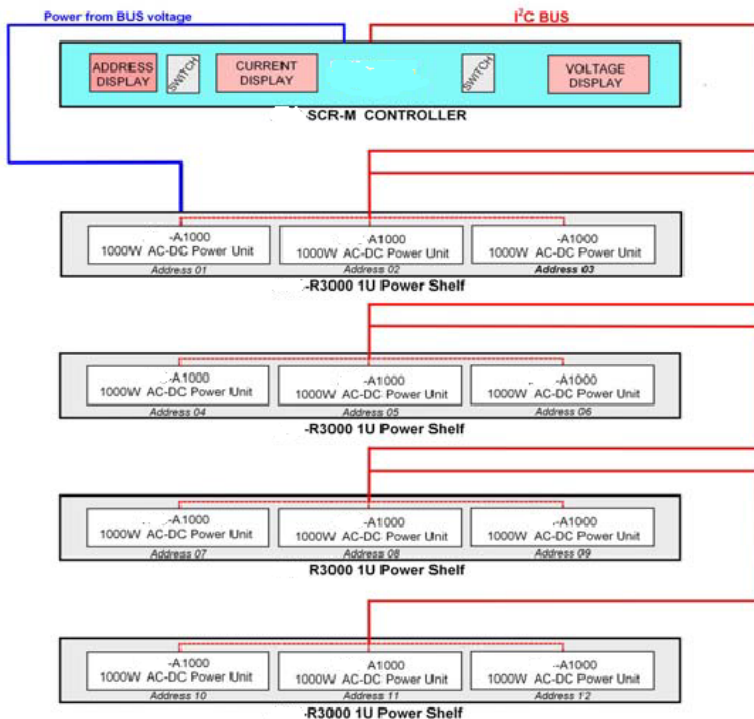 Power from BUS voltage
I²C BUS
ADDRESS
DISPLAY
SWITCH
CURRENT
DISPLAY
SWITCH
VOLTAGE
DISPLAY
SCR-M CONTROLLER
-A1000
1000W AC-DC Power Unit
Address 01
-A1000
1000W AC-DC Power Unit
Address 02
-A1000
1000W AC-DC Power Unit
Address 03
-R3000 1U Power Shelf
-A1000
1000W AC-DC Power Unit
Address 04
-A1000
1000W AC-DC Power Unit
Address 05
-A1000
1000W AC-DC Power Unit
Address 06
-R3000 1U Power Shelf
-A1000
1000W AC-DC Power Unit
Address 07
-A1000
1000W AC-DC Power Unit
Address 08
-A1000
1000W AC-DC Power Unit
Address 09
R3000 1U Power Shelf
-A1000
1000W AC-DC Power Unit
Address 10
A1000
1000W AC-DC Power Unit
Address 11
-A1000
1000W AC-DC Power Unit
Address 12
-R3000 1U Power Shelf